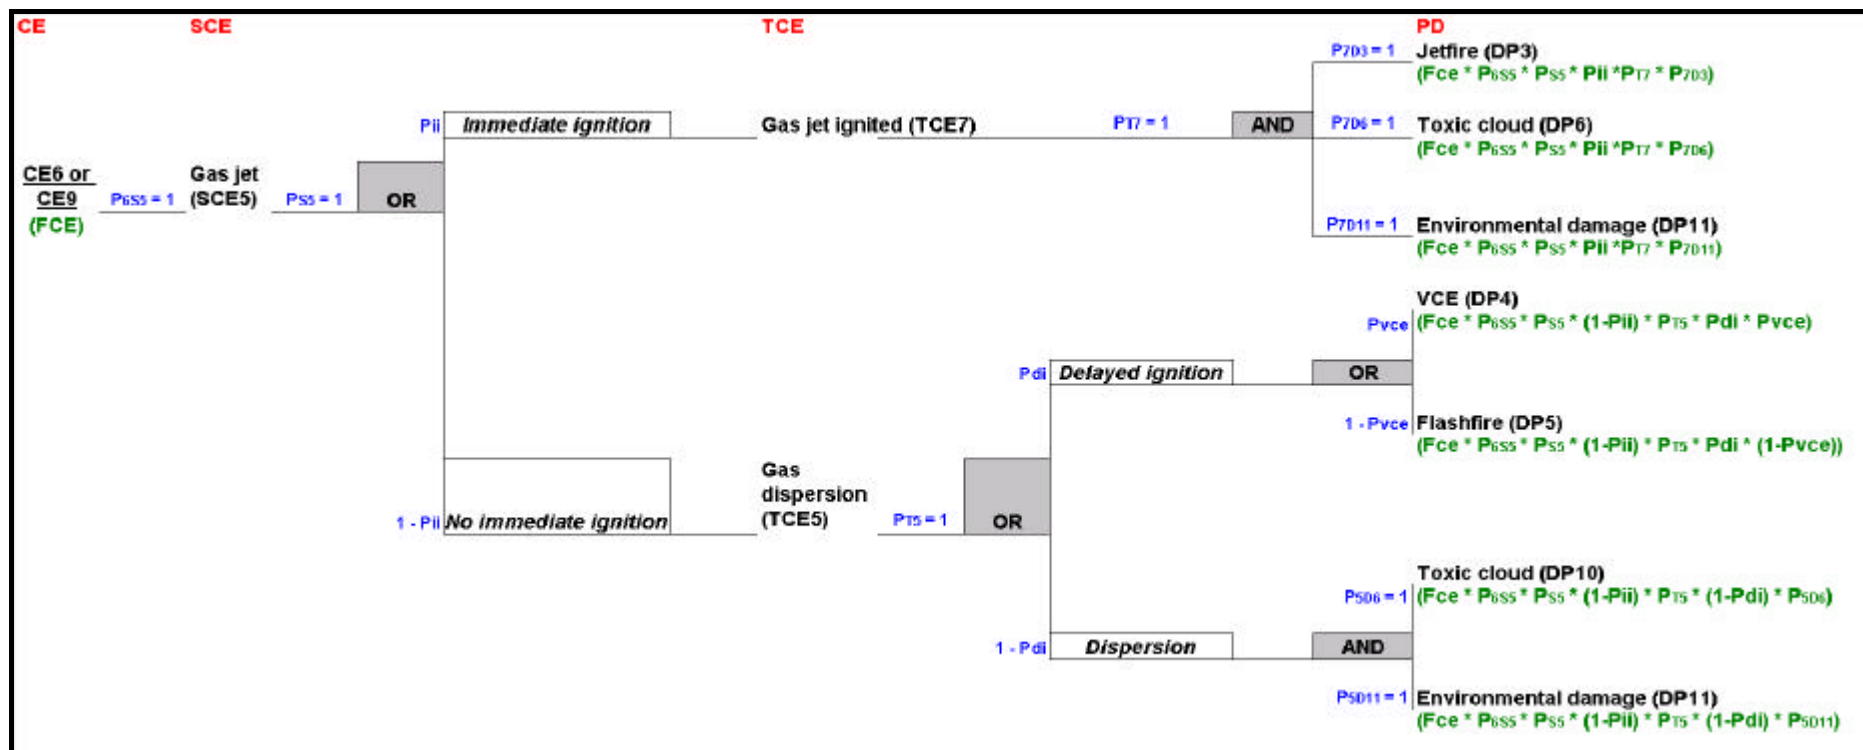 CE SCE TCE PD
P7D3 = 1 Jetfire (DP3)
(Fce * P6S5 * PS5 * Pii *PT7 * P7D3)
Pii Immediate ignition Gas jet ignited (TCE7) PT7 = 1 AND P7D6 = 1 Toxic cloud (DP6)
(Fce * P6S5 * PS5 * Pii *PT7 * P7D6)
CE6 or
CE9
(FCE)
P6S5 = 1
Gas jet
(SCE5)
PS5 = 1
OR
P7D11 = 1 Environmental damage (DP11)
(Fce * P6S5 * PS5 * Pii *PT7 * P7D11)
VCE (DP4)
Pvce (Fce * P6S5 * PS5 * (1-Pii) * PT5 * Pdi * Pvce)
Pdi Delayed ignition OR
1 - Pvce Flashfire (DP5)
(Fce * P6S5 * PS5 * (1-Pii) * PT5 * Pdi * (1-Pvce))
1 - Pii No immediate ignition
Gas
dispersion
(TCE5)
PT5 = 1
OR
Toxic cloud (DP10)
P5D6 = 1 (Fce * P6S5 * PS5 * (1-Pii) * PT5 * (1-Pdi) * P5D6)
1 - Pdi Dispersion AND
P5D11 = 1 Environmental damage (DP11)
(Fce * P6S5 * PS5 * (1-Pii) * PT5 * (1-Pdi) * P5D11)